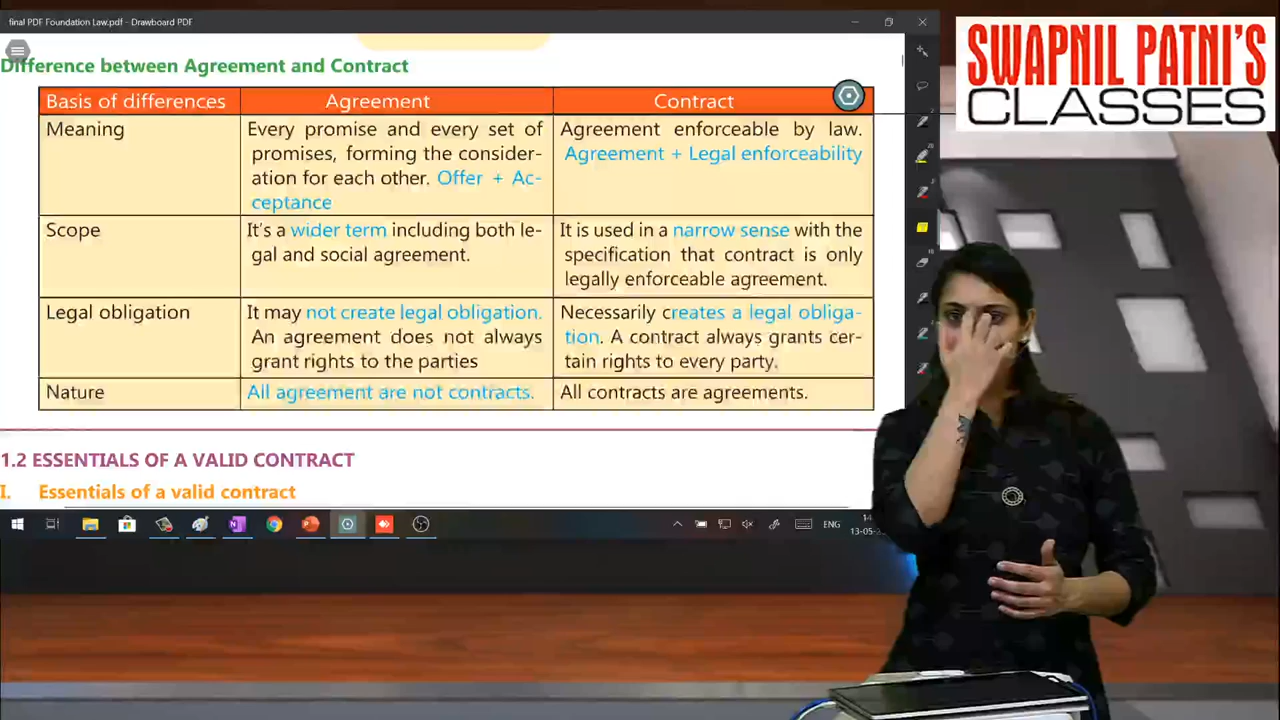 final PDF Foundation Law.pdf - Drawboard PDF
SWAPNIL PATNI'S
CLASSES
Difference between Agreement and Contract
Basis of differences Agreement Contract
Meaning
Every promise and every set of
promises, forming the consider-
ation for each other. Offer + Ac-
ceptance
Agreement enforceable by law.
Agreement + Legal enforceability
Scope
It's a wider term including both le-
gal and social agreement.
It is used in a narrow sense with the
specification that contract is only
legally enforceable agreement.
Legal obligation
It may not create legal obligation.
An agreement does not always
grant rights to the parties
Necessarily creates a legal obliga-
tion. A contract always grants cer-
tain rights to every party.
Nature
All agreement are not contracts.
All contracts are agreements.
1.2 ESSENTIALS OF A VALID CONTRACT
I. Essentials of a valid contract
ENG
13-05-